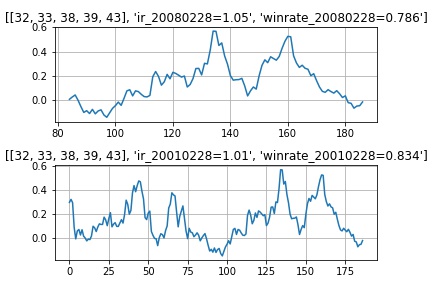 [[32, 33, 38, 39, 43], 'ir_20080228=1.05', 'winrate_20080228=0.786']
0.6
0.4
0.2
0.0
80 100 120 140 160 180
[[32, 33, 38, 39, 43], 'ir_20010228=1.01', 'winrate_20010228=0.834']
0.6
0.4
0.2
0.0
0 25 50 75 100 125 150 175